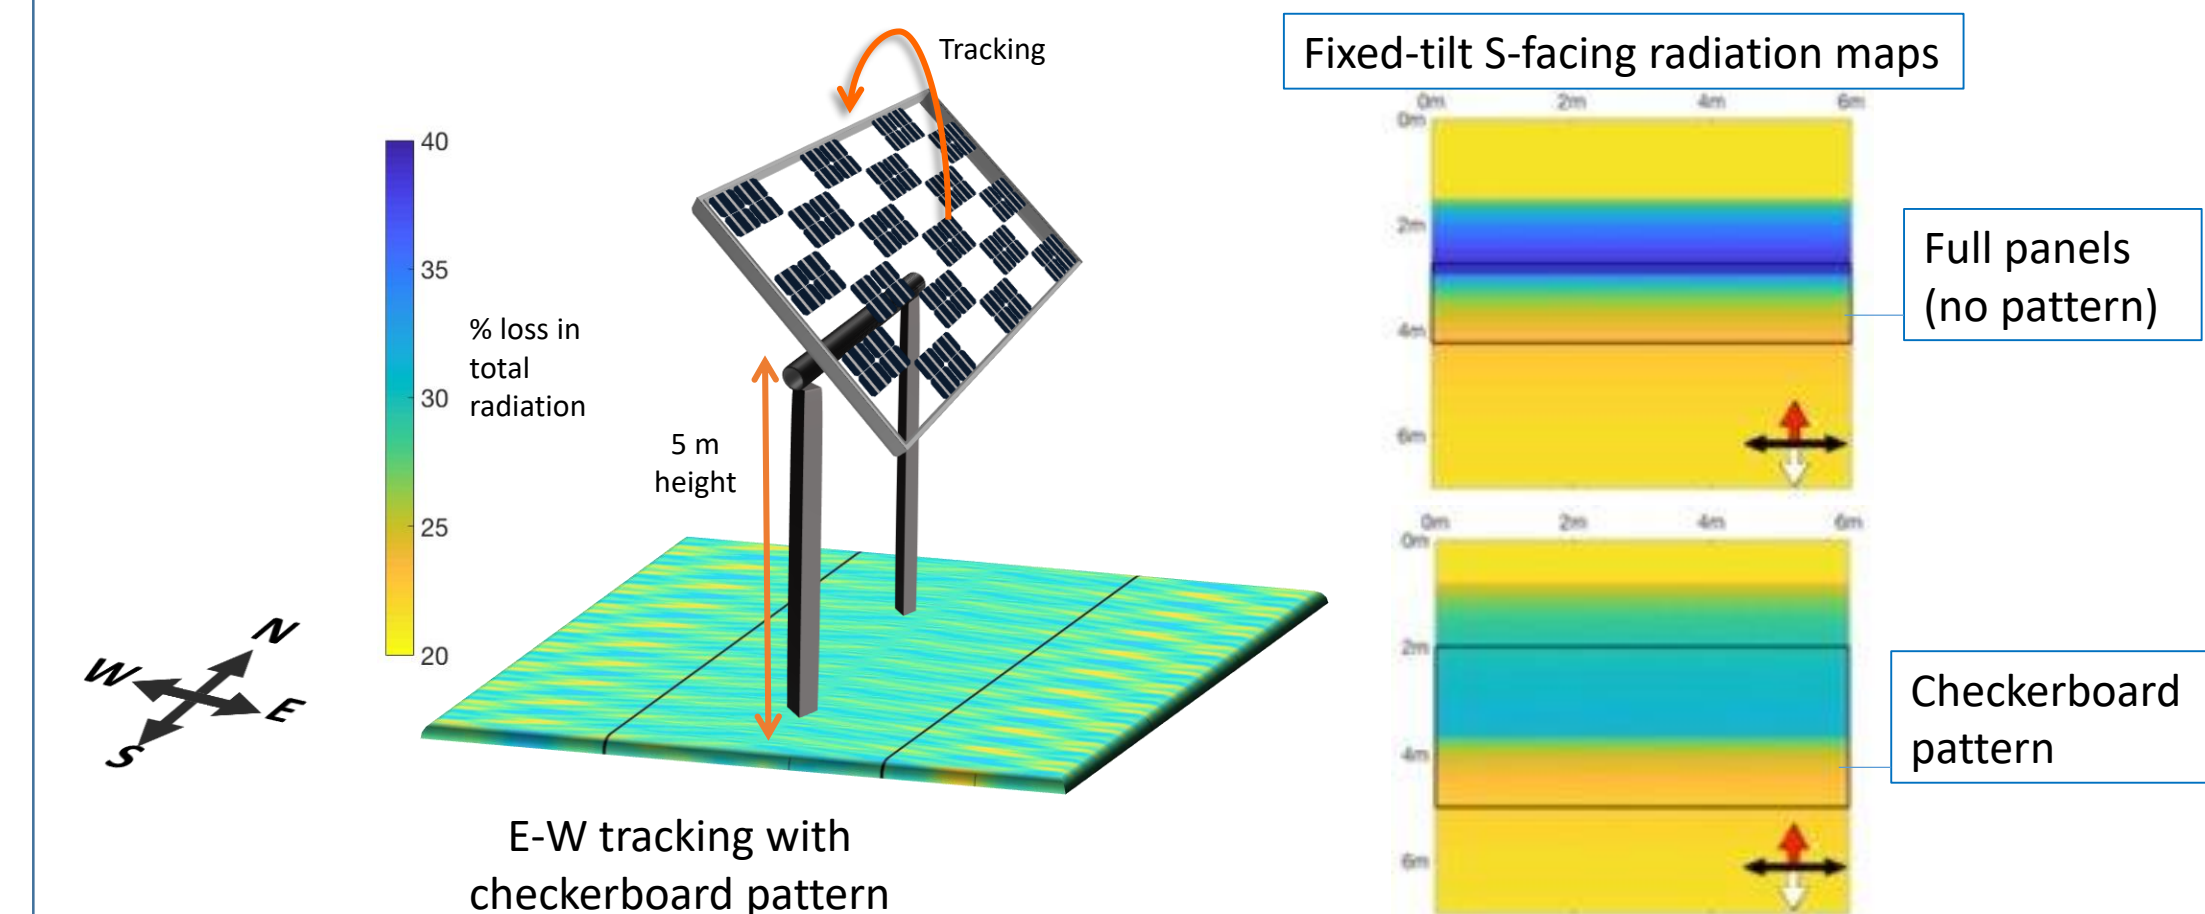 Tracking
Fixed-tilt S-facing radiation maps
40
35
30
25
20
% loss in
total
radiation
5 m
height
N
W
E
S
E-W tracking with
checkerboard pattern
0m
2m
4m
6m
0m
2m
4m
6m
Full panels
(no pattern)
0m
2m
4m
6m
0m
2m
4m
6m
Checkerboard
pattern